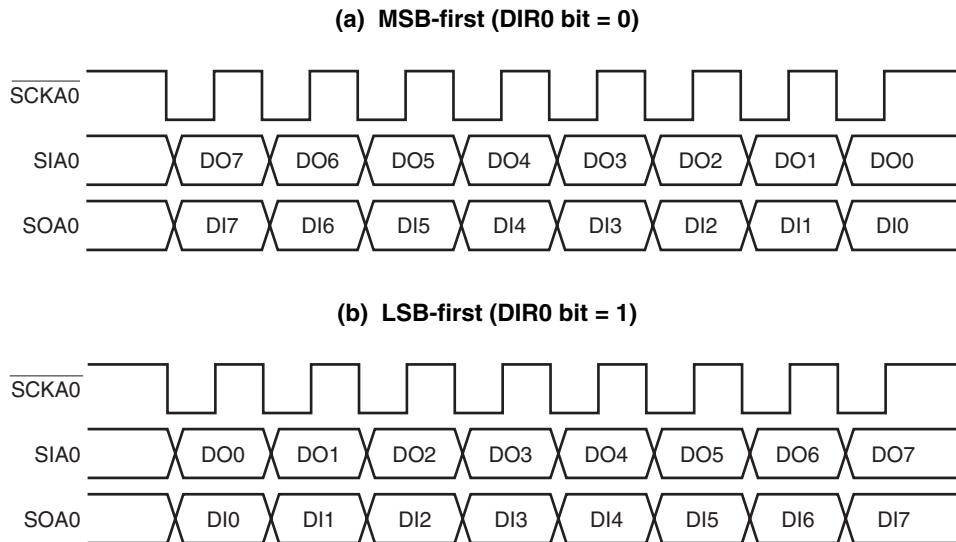 (a) MSB-first (DIR0 bit = 0)
SCKA0
SIA0 DO7 DO6 DO5 DO4 DO3 DO2 DO1 DO0
SOA0 DI7 DI6 DI5 DI4 DI3 DI2 DI1 DI0
(b) LSB-first (DIR0 bit = 1)
SCKA0
SIA0 DO0 DO1 DO2 DO3 DO4 DO5 DO6 DO7
SOA0 DI0 DI1 DI2 DI3 DI4 DI5 DI6 DI7